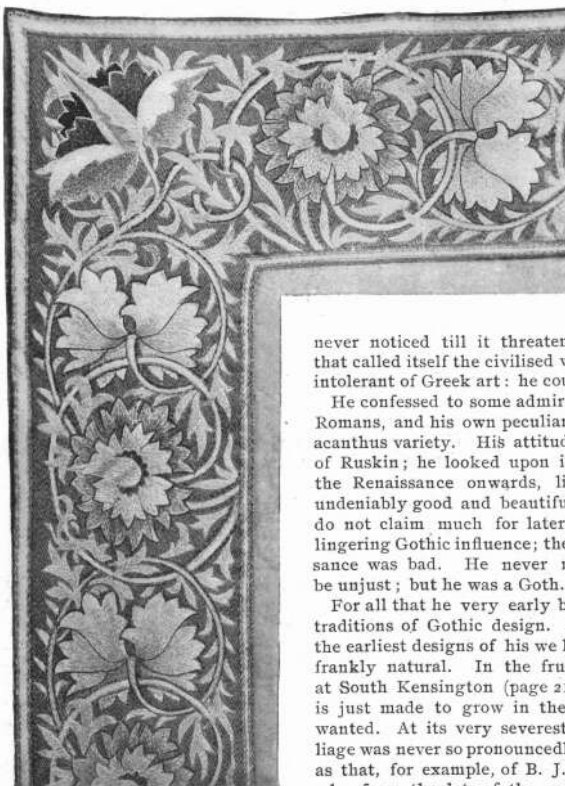 never noticed till it threaten
that called itself the civilised
intolerant of Greek art : he cou
He confessed to some admir
Romans, and his own peculiar
acanthus variety. His attitud
of Ruskin ; he looked upon i
the Renaissance onwards, li
undeniably good and beautifu
do not claim much for later
lingering Gothic influence ; the
sance was bad. He never
be unjust ; but he was a Goth.
For all that he very early b
traditions of Gothic design.
the earliest designs of his we
frankly natural. In the fru
at South Kensington (page
is just made to grow in the
wanted. At its very severest
liage was never so pronouncedl
as that, for example, of B. J.